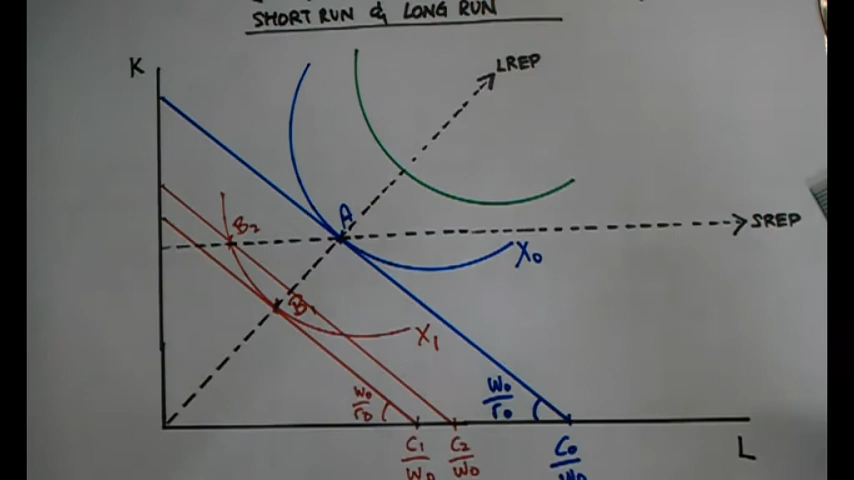 SHORT RUN & LONG RUN
K
LREP
A
B₂
SREP
X₀
B₁
X₁
W₀/r₀
W₀/r₀
C₁/W₀
C₂/W₀
C₀/W₀
L